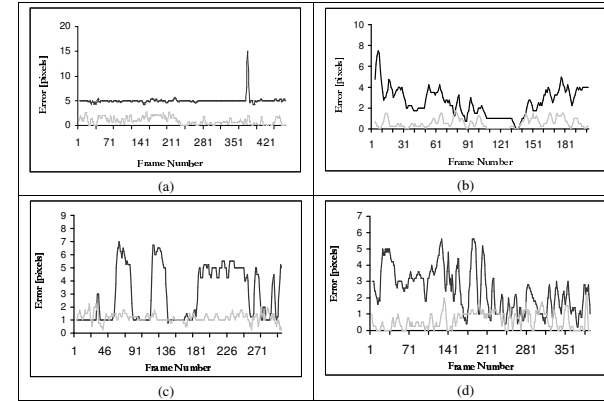 20
15
10
5
0
Error [pixels]
1 71 141 211 281 351 421
Frame Number
(a)
10
8
6
4
2
0
Error [pixels]
1 31 61 91 121 151 181
Frame Number
(b)
9
8
7
6
5
4
3
2
1
0
Error [pixels]
1 46 91 136 181 226 271
Frame Number
(c)
7
6
5
4
3
2
1
0
Error [pixels]
1 71 141 211 281 351
Frame Number
(d)